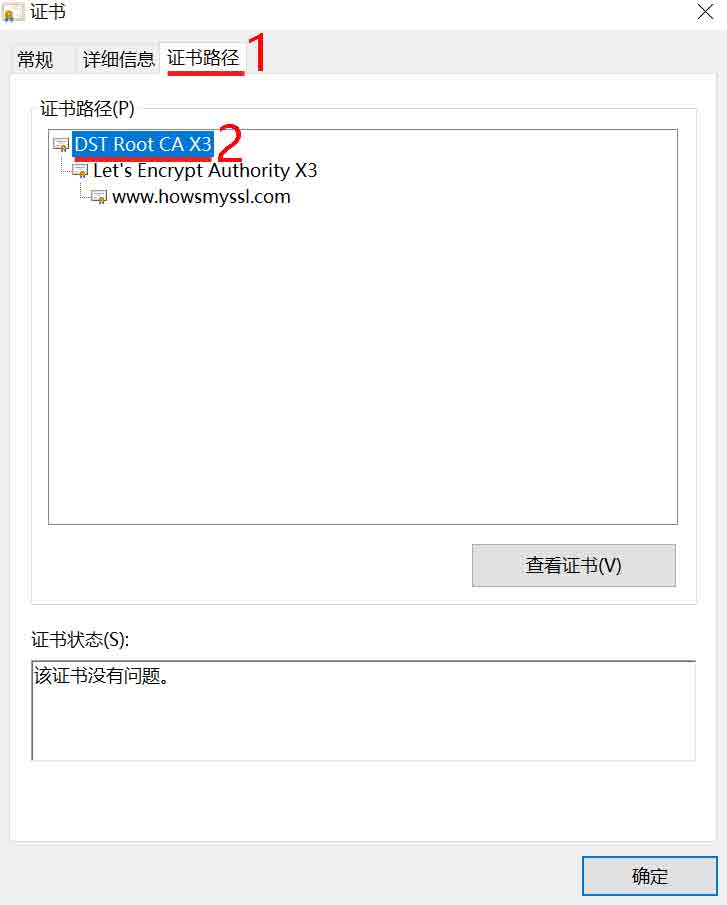 证书
常规 详细信息 证书路径 1
证书路径(P)
DST Root CA X3 2
Let's Encrypt Authority X3
www.howsmyssl.com
查看证书(V)
证书状态(S):
该证书没有问题。
确定